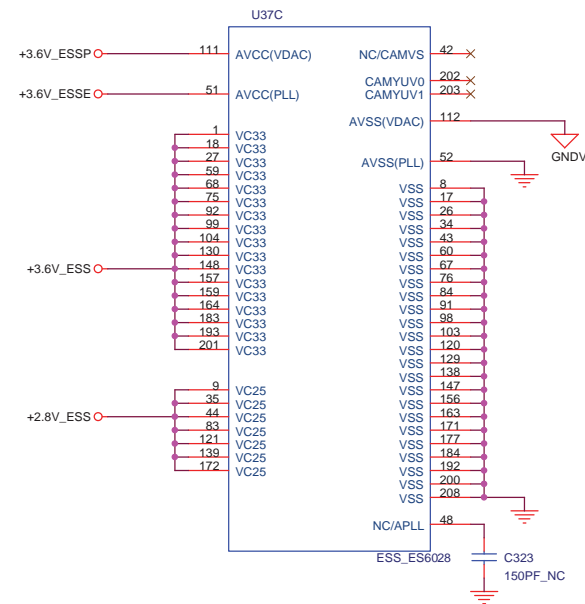 U37C
+3.6V_ESSP 111 AVCC(VDAC) NC/CAMVS 42
CAMYUV0 202
+3.6V_ESSE 51 AVCC(PLL) CAMYUV1 203
AVSS(VDAC) 112
1 VC33
GNDV
18 VC33
27 VC33 AVSS(PLL) 52
59 VC33
68 VC33 VSS 8
75 VC33 VSS 17
92 VC33 VSS 26
99 VC33 VSS 34
104 VC33 VSS 43
130 VC33 VSS 60
+3.6V_ESS 148 VC33 VSS 67
157 VC33 VSS 76
159 VC33 VSS 84
164 VC33 VSS 91
183 VC33 VSS 98
193 VC33 VSS 103
201 VC33 VSS 120
VSS 129
VSS 138
9 VC25 VSS 147
35 VC25 VSS 156
+2.8V_ESS 44 VC25 VSS 163
83 VC25 VSS 171
121 VC25 VSS 177
139 VC25 VSS 184
172 VC25 VSS 192
VSS 200
VSS 208
NC/APLL 48
ESS_ES6028 C323
150PF_NC